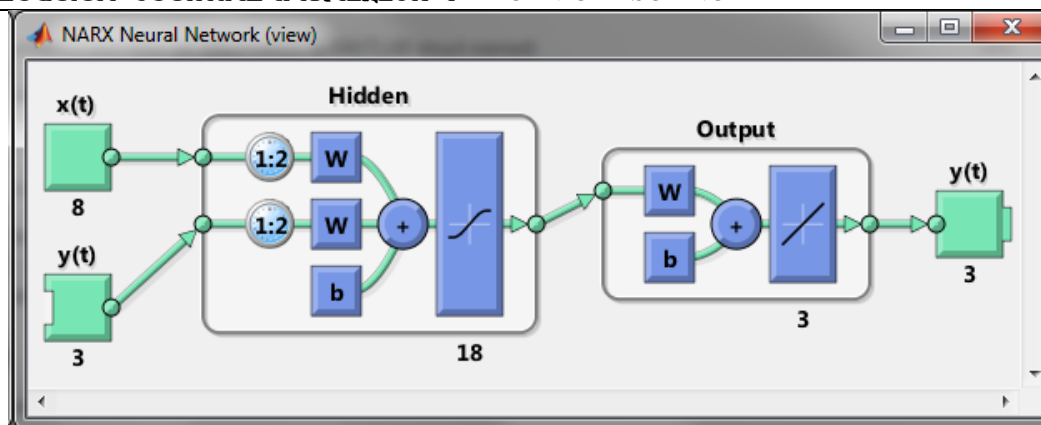 NARX Neural Network (view)
x(t)
Hidden
1:2
W
8
y(t)
1:2
W
+
b
3
18
Output
W
+
b
3
y(t)
3